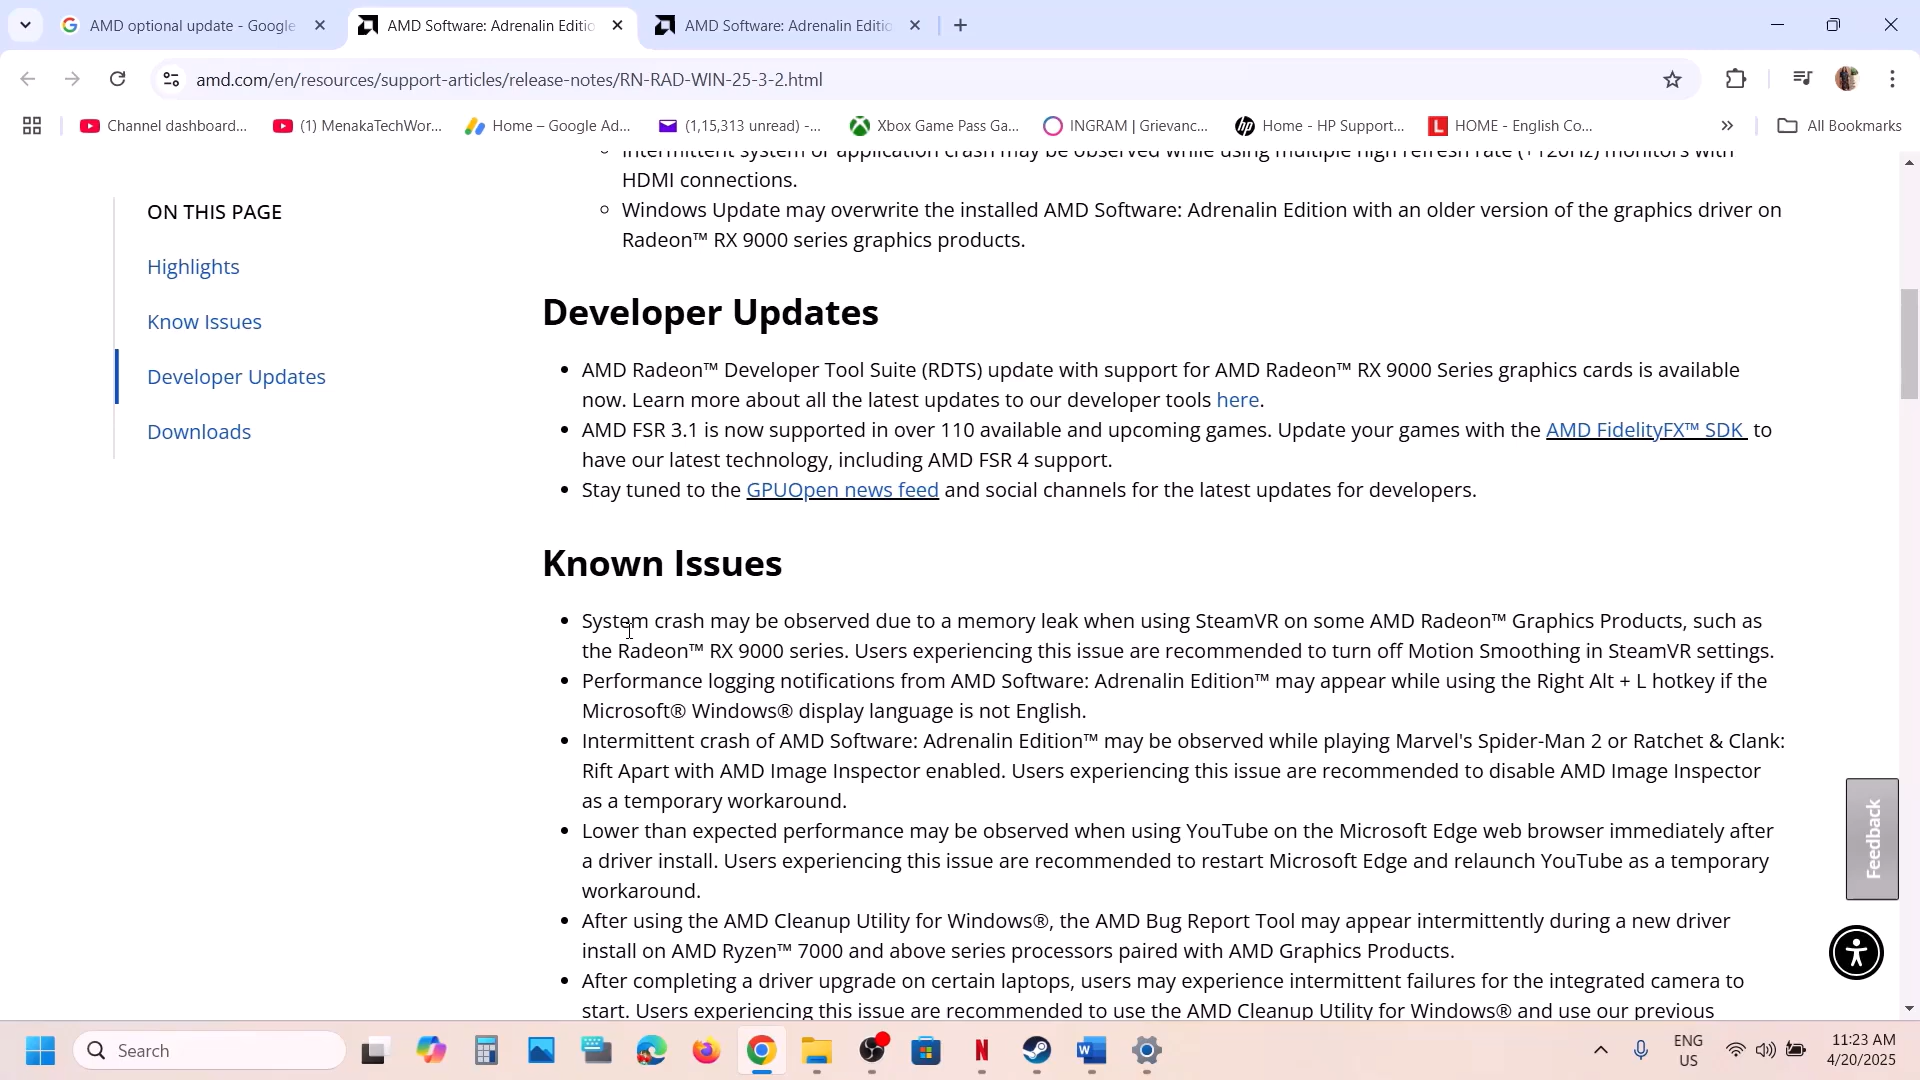 AMD optional update - Google
AMD Software: Adrenalin Editio
AMD Software: Adrenalin Editio
amd.com/en/resources/support-articles/release-notes/RN-RAD-WIN-25-3-2.html
Channel dashboard...
(1) MenakaTechWor...
Home – Google Ad...
(1,15,313 unread) -...
Xbox Game Pass Ga...
INGRAM | Grievanc...
Home - HP Support...
HOME - English Co...
All Bookmarks
ON THIS PAGE
Highlights
Know Issues
Developer Updates
Downloads
Intermittent system or application crash may be observed while using multiple high refresh rate (+120Hz) monitors with
HDMI connections.
Windows Update may overwrite the installed AMD Software: Adrenalin Edition with an older version of the graphics driver on
Radeon™ RX 9000 series graphics products.
Developer Updates
AMD Radeon™ Developer Tool Suite (RDTS) update with support for AMD Radeon™ RX 9000 Series graphics cards is available
now. Learn more about all the latest updates to our developer tools here.
AMD FSR 3.1 is now supported in over 110 available and upcoming games. Update your games with the AMD FidelityFX™ SDK to
have our latest technology, including AMD FSR 4 support.
Stay tuned to the GPUOpen news feed and social channels for the latest updates for developers.
Known Issues
System crash may be observed due to a memory leak when using SteamVR on some AMD Radeon™ Graphics Products, such as
the Radeon™ RX 9000 series. Users experiencing this issue are recommended to turn off Motion Smoothing in SteamVR settings.
Performance logging notifications from AMD Software: Adrenalin Edition™ may appear while using the Right Alt + L hotkey if the
Microsoft® Windows® display language is not English.
Intermittent crash of AMD Software: Adrenalin Edition™ may be observed while playing Marvel's Spider-Man 2 or Ratchet & Clank:
Rift Apart with AMD Image Inspector enabled. Users experiencing this issue are recommended to disable AMD Image Inspector
as a temporary workaround.
Lower than expected performance may be observed when using YouTube on the Microsoft Edge web browser immediately after
a driver install. Users experiencing this issue are recommended to restart Microsoft Edge and relaunch YouTube as a temporary
workaround.
After using the AMD Cleanup Utility for Windows®, the AMD Bug Report Tool may appear intermittently during a new driver
install on AMD Ryzen™ 7000 and above series processors paired with AMD Graphics Products.
After completing a driver upgrade on certain laptops, users may experience intermittent failures for the integrated camera to
start. Users experiencing this issue are recommended to use the AMD Cleanup Utility for Windows® and use our previous
Feedback
Search
ENG
US
11:23 AM
4/20/2025